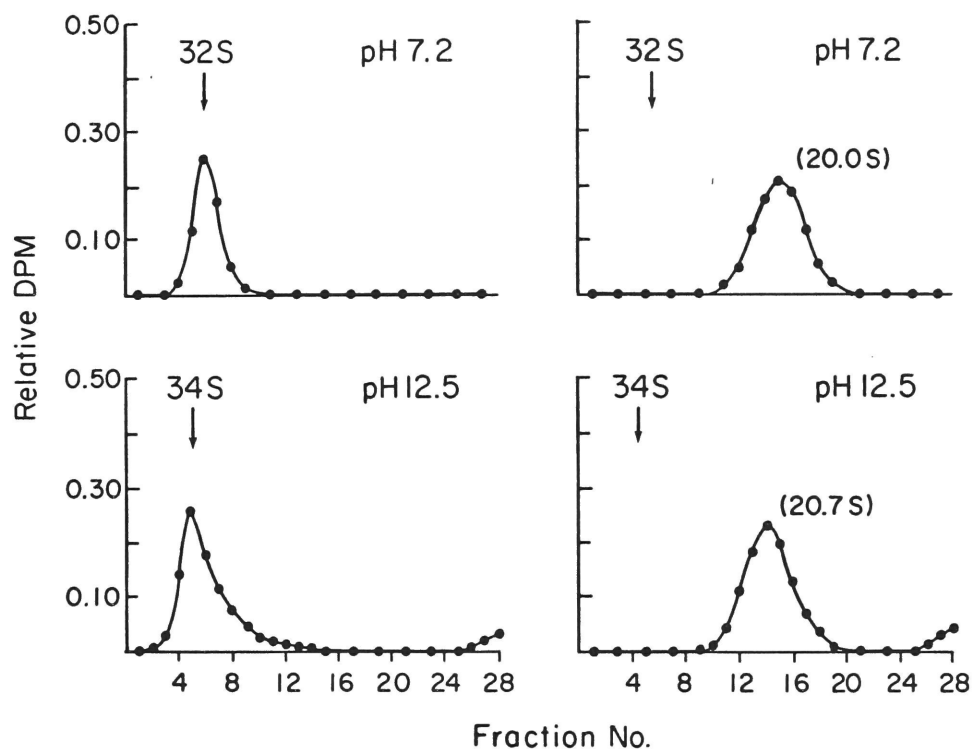 0.50
32S
pH 7.2
0.30
0.10
32S
pH 7.2
(20.0S)
Relative DPM
0.50
34S
pH 12.5
0.30
0.10
4 8 12 16 20 24 28
34S
pH 12.5
(20.7S)
4 8 12 16 20 24 28
Fraction No.